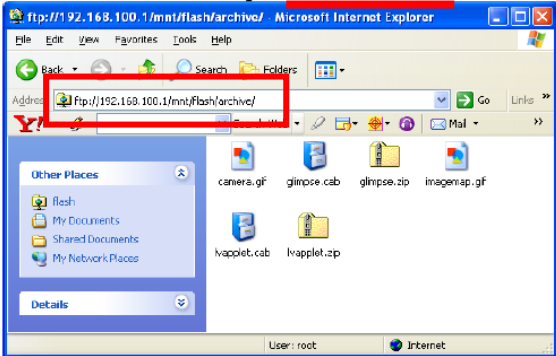 ftp://192.168.100.1/mnt/flash/archive/ - Microsoft Internet Explorer
File Edit View Favorites Tools Help
Back Search Folders
Address ftp://192.168.100.1/mnt/flash/archive/ Go Links »
Y! Mail »
Other Places
flash
My Documents
Shared Documents
My Network Places
Details
camera.gif glimpse.cab glimpse.zip imagemap.gif
lvapplet.cab lvapplet.zip
User: root Internet